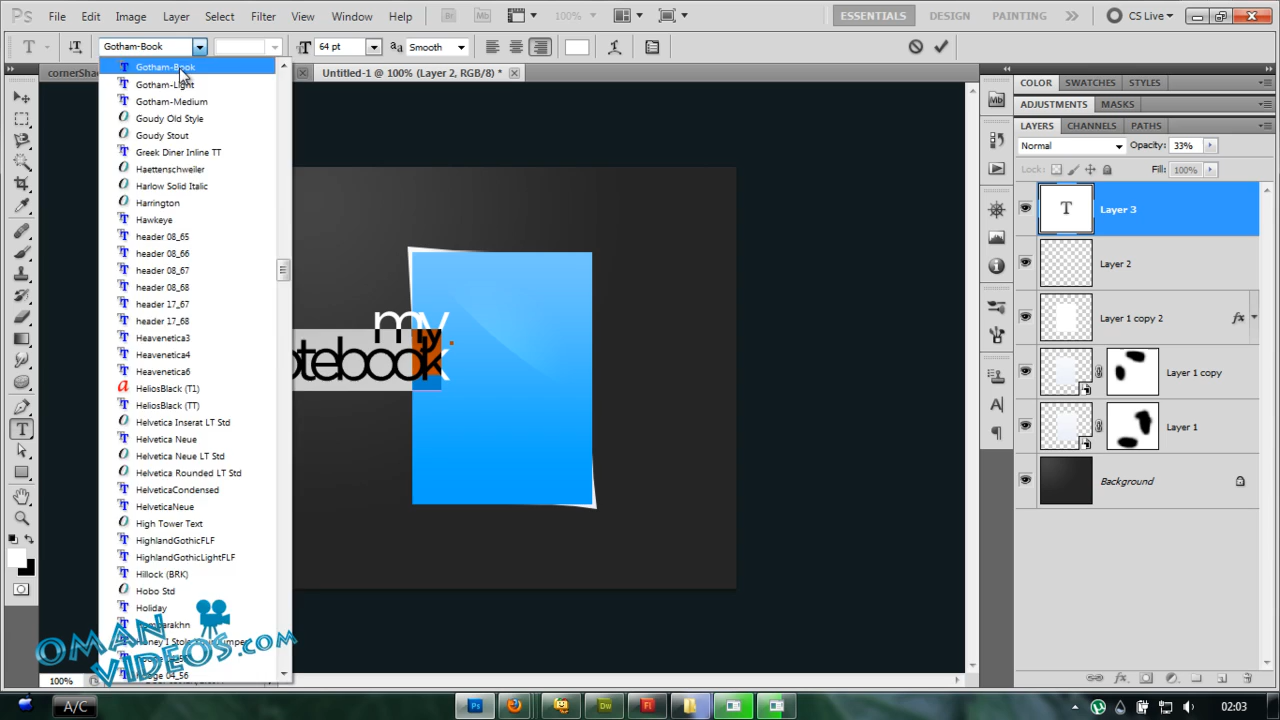 Ps File Edit Image Layer Select Filter View Window Help Br Mb 100% ESSENTIALS DESIGN PAINTING CS Live
T Gotham-Book 64 pt Smooth
Untitled-1 @ 100% (Layer 2, RGB/8) *
Gotham-Book
Gotham-Light
Gotham-Medium
Goudy Old Style
Goudy Stout
Greek Diner Inline TT
Haettenschweiler
Harlow Solid Italic
Harrington
Hawkeye
header 08_65
header 08_66
header 08_67
header 08_68
header 17_67
header 17_68
Heavenetica3
Heavenetica4
Heavenetica6
HeliosBlack (T1)
HeliosBlack (TT)
Helvetica Inserat LT Std
Helvetica Neue
Helvetica Neue LT Std
Helvetica Rounded LT Std
HelveticaCondensed
HelveticaNeue
High Tower Text
HighlandGothicFLF
HighlandGothicLightFLF
Hillock (BRK)
Hobo Std
Holiday
my
COLOR SWATCHES STYLES
ADJUSTMENTS MASKS
LAYERS CHANNELS PATHS
Normal Opacity: 33%
Lock: Fill: 100%
T Layer 3
Layer 2
Layer 1 copy 2 fx
Layer 1 copy
Layer 1
Background
OMAN
VIDEOS.COM
100%
A/C Ps Dw Fl 02:03